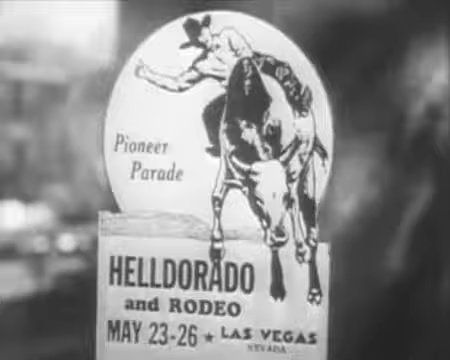 Pioneer
Parade
HELLDORADO
and RODEO
MAY 23-26 ★ LAS VEGAS
NEVADA